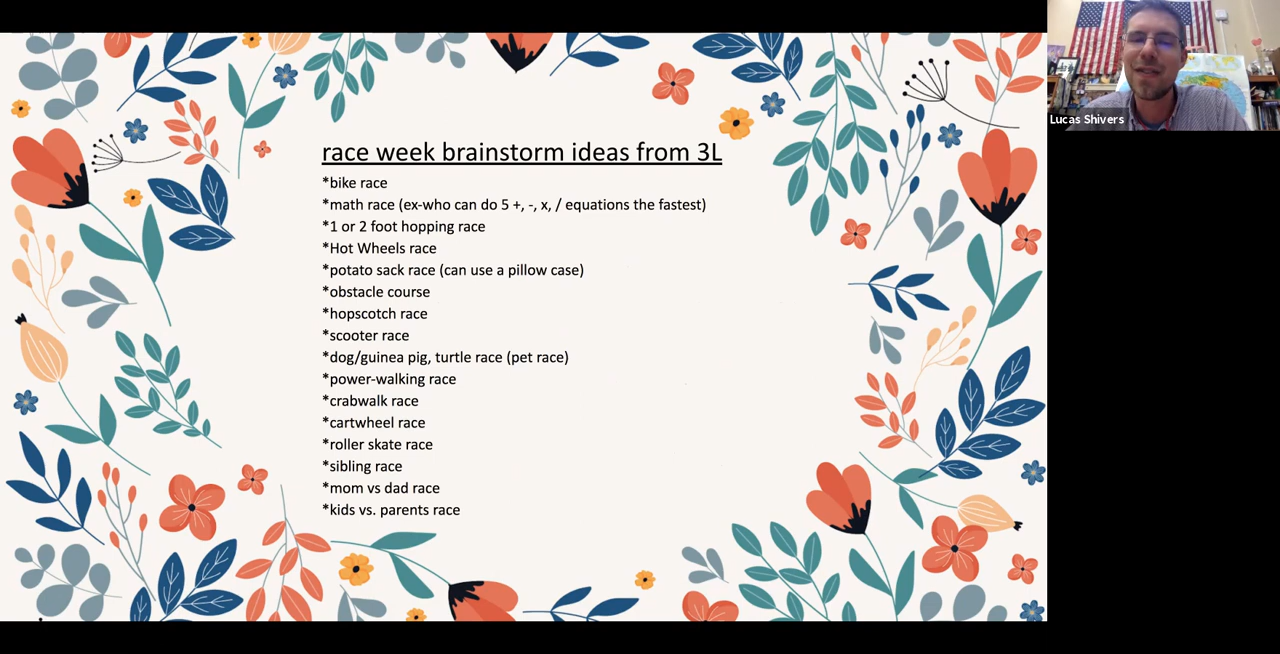 Lucas Shivers
race week brainstorm ideas from 3L
*bike race
*math race (ex-who can do 5 +, -, x, / equations the fastest)
*1 or 2 foot hopping race
*Hot Wheels race
*potato sack race (can use a pillow case)
*obstacle course
*hopscotch race
*scooter race
*dog/guinea pig, turtle race (pet race)
*power-walking race
*crabwalk race
*cartwheel race
*roller skate race
*sibling race
*mom vs dad race
*kids vs. parents race